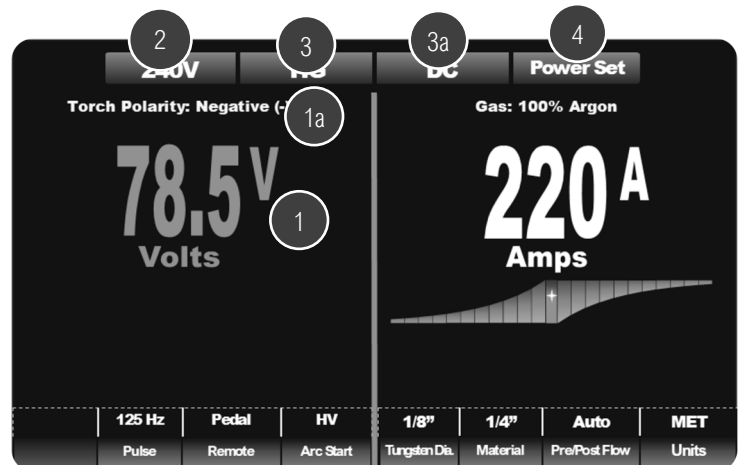 2 3 3a 4
240V DC Power Set
Torch Polarity: Negative (-) Gas: 100% Argon
1a
78.5 V 220 A
1
Volts Amps
125 Hz Pedal HV 1/8” 1/4” Auto MET
Pulse Remote Arc Start Tungsten Dia. Material Pre/Post Flow Units